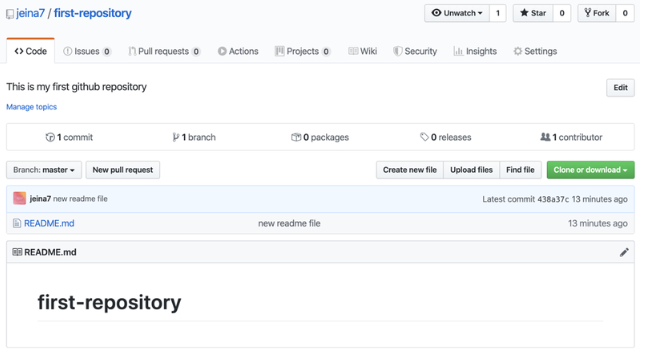 jeina7 / first-repository
Unwatch 1 Star 0 Fork 0
Code Issues 0 Pull requests 0 Actions Projects 0 Wiki Security Insights Settings
This is my first github repository Edit
Manage topics
1 commit 1 branch 0 packages 0 releases 1 contributor
Branch: master New pull request Create new file Upload files Find file Clone or download
jeina7 new readme file Latest commit 438a37c 13 minutes ago
README.md new readme file 13 minutes ago
README.md
first-repository